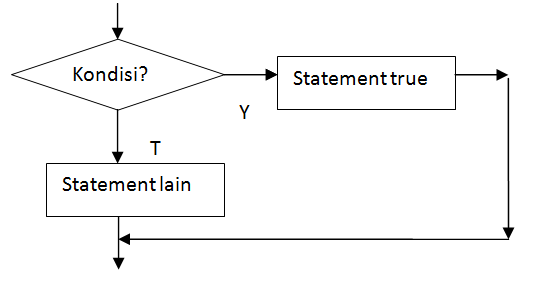 Kondisi?
Statement true
Y
T
Statement lain